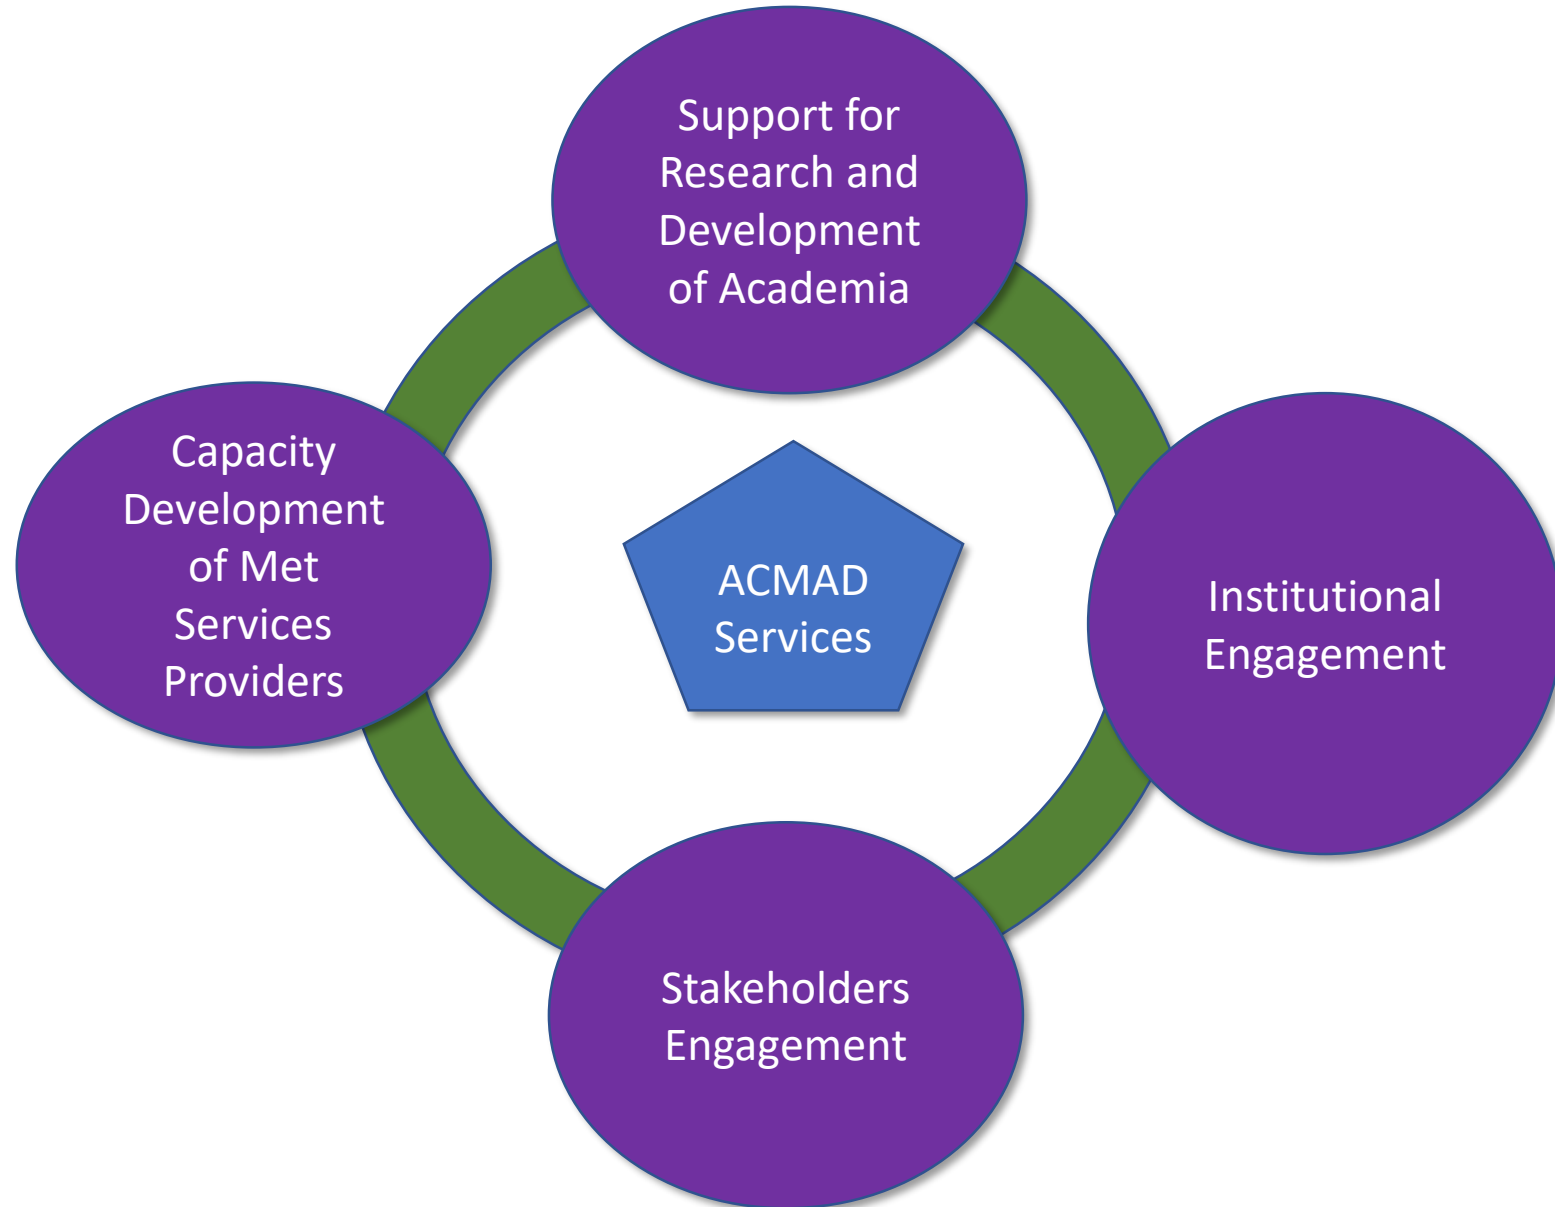 Support for
Research and
Development
of Academia
Capacity
Development
of Met
Services
Providers
ACMAD
Services
Institutional
Engagement
Stakeholders
Engagement